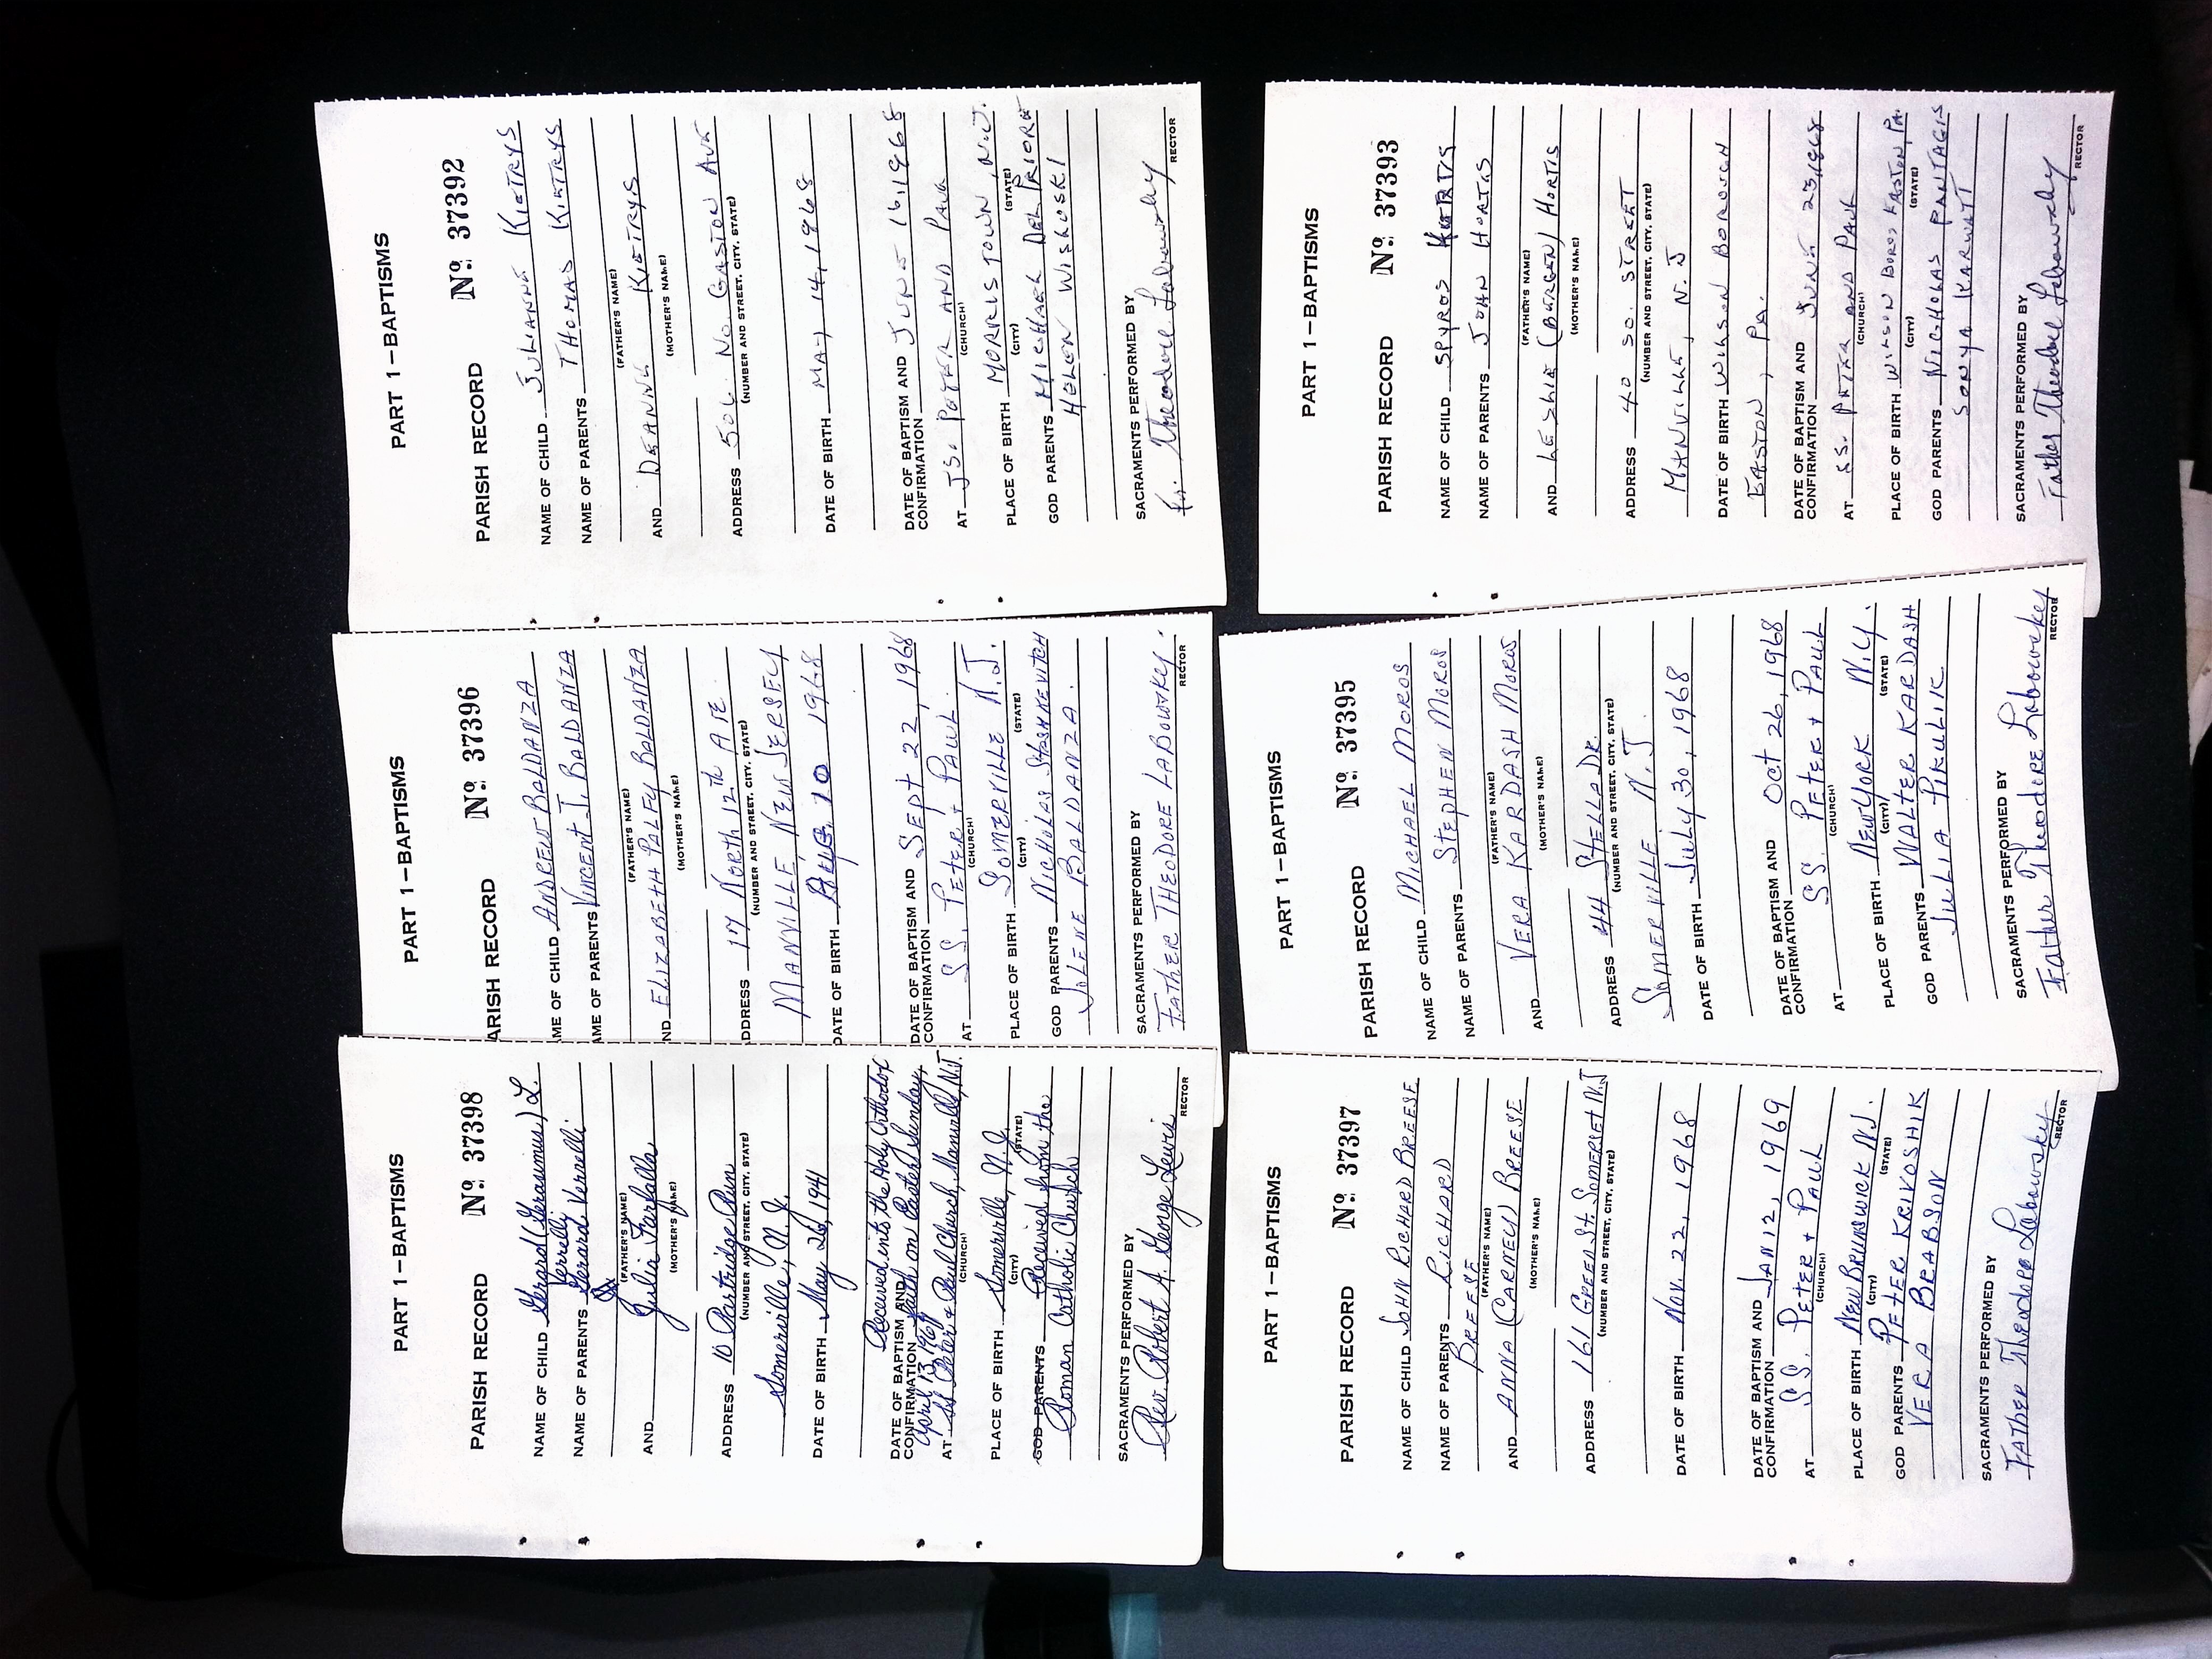 PART 1—BAPTISMS
PARISH RECORD Nº 37398
NAME OF CHILD Gerard (Gerasimus) L.
Verrelli
NAME OF PARENTS Gerard Verrelli
(FATHER'S NAME)
AND Julia Farfalla
(MOTHER'S NAME)
ADDRESS 10 Partridge Run
(NUMBER AND STREET, CITY, STATE)
Somerville, N.J.
DATE OF BIRTH May 26, 1941
Received into the Holy Orthodox
DATE OF BAPTISM AND
CONFIRMATION faith on Easter Sunday,
April 13, 1969
AT SS Peter + Paul Church, Manville, N.J.
(CHURCH)
PLACE OF BIRTH Somerville, N.J.
(CITY) (STATE)
GOD PARENTS Received from the
Roman Catholic Church
SACRAMENTS PERFORMED BY
Rev. Robert A. George Lewis
RECTOR
PART 1—BAPTISMS
ARISH RECORD Nº 37396
ME OF CHILD ANDREW BALDANZA
AME OF PARENTS VINCENT J. BALDANZA
(FATHER'S NAME)
ND ELIZABETH PALFY BALDANZA
(MOTHER'S NAME)
DDRESS 17 NORTH 12th AVE.
(NUMBER AND STREET, CITY, STATE)
MANVILLE, NEW JERSEY
DATE OF BIRTH AUG. 10 1968
DATE OF BAPTISM AND SEPT 22, 1968
CONFIRMATION
AT SS. PETER + PAUL
(CHURCH)
PLACE OF BIRTH SOMERVILLE N.J.
(CITY) (STATE)
GOD PARENTS NICHOLAS STASHKEVITCH
JOLENE BALDANZA.
SACRAMENTS PERFORMED BY
FATHER THEODORE LABOWSKY.
RECTOR
PART 1—BAPTISMS
PARISH RECORD Nº 37392
NAME OF CHILD JULIANNE KIETRYS
NAME OF PARENTS THOMAS KIETRYS
(FATHER'S NAME)
AND DEANNE KIETRYS
(MOTHER'S NAME)
ADDRESS 506 NO. GASTON AVE
(NUMBER AND STREET, CITY, STATE)
DATE OF BIRTH MAY 14, 1968
DATE OF BAPTISM AND JUNE 16, 1968
CONFIRMATION
AT SS. PETER AND PAUL
(CHURCH)
PLACE OF BIRTH MORRISTOWN, N.J.
(CITY) (STATE)
GOD PARENTS MICHAEL DEL PRIORE
HELEN WISKOSKI
SACRAMENTS PERFORMED BY
Fr. Theodore Labowsky
RECTOR
PART 1—BAPTISMS
PARISH RECORD Nº 37397
NAME OF CHILD JOHN RICHARD BREESE
NAME OF PARENTS RICHARD
BREESE
(FATHER'S NAME)
AND ANNA (CARNEY) BREESE
(MOTHER'S NAME)
ADDRESS 161 GREEN St. SOMERSET N.J
(NUMBER AND STREET, CITY, STATE)
DATE OF BIRTH NOV. 22, 1968
DATE OF BAPTISM AND
CONFIRMATION JAN 12, 1969
AT SS. PETER + PAUL
(CHURCH)
PLACE OF BIRTH NEW BRUNSWICK NJ.
(CITY) (STATE)
GOD PARENTS PETER KRIVOSHIK
VERA BRABSON
SACRAMENTS PERFORMED BY
FATHER Theodore Labowsky
RECTOR
PART 1—BAPTISMS
PARISH RECORD Nº 37395
NAME OF CHILD MICHAEL MOROS
NAME OF PARENTS STEPHEN MOROS
(FATHER'S NAME)
AND VERA KARDASH MOROS
(MOTHER'S NAME)
ADDRESS 44 STELLA DR.
(NUMBER AND STREET, CITY, STATE)
SOMERVILLE N.J.
DATE OF BIRTH JULY 30, 1968
DATE OF BAPTISM AND
CONFIRMATION OCT 26, 1968
AT SS. PETER + PAUL
(CHURCH)
PLACE OF BIRTH NEW YORK N.Y.
(CITY) (STATE)
GOD PARENTS WALTER KARDASH
JULIA PIKULIK
SACRAMENTS PERFORMED BY
Father Theodore Labowsky
RECTOR
PART 1—BAPTISMS
PARISH RECORD Nº 37393
NAME OF CHILD SPYROS HORTIS
NAME OF PARENTS JOHN HORTIS
(FATHER'S NAME)
AND LESLIE (BERGEN) HORTIS
(MOTHER'S NAME)
ADDRESS 40 SO. STREET
(NUMBER AND STREET, CITY, STATE)
MANVILLE, N.J
DATE OF BIRTH WILSON BOROUGH
EASTON, PA.
DATE OF BAPTISM AND
CONFIRMATION JUNE 23, 1968
AT SS. PETER AND PAUL
(CHURCH)
PLACE OF BIRTH WILSON BORO, EASTON, PA.
(CITY) (STATE)
GOD PARENTS NICHOLAS PANTAGIS
SONYA KARWATT
SACRAMENTS PERFORMED BY
Father Theodore Labowsky
RECTOR